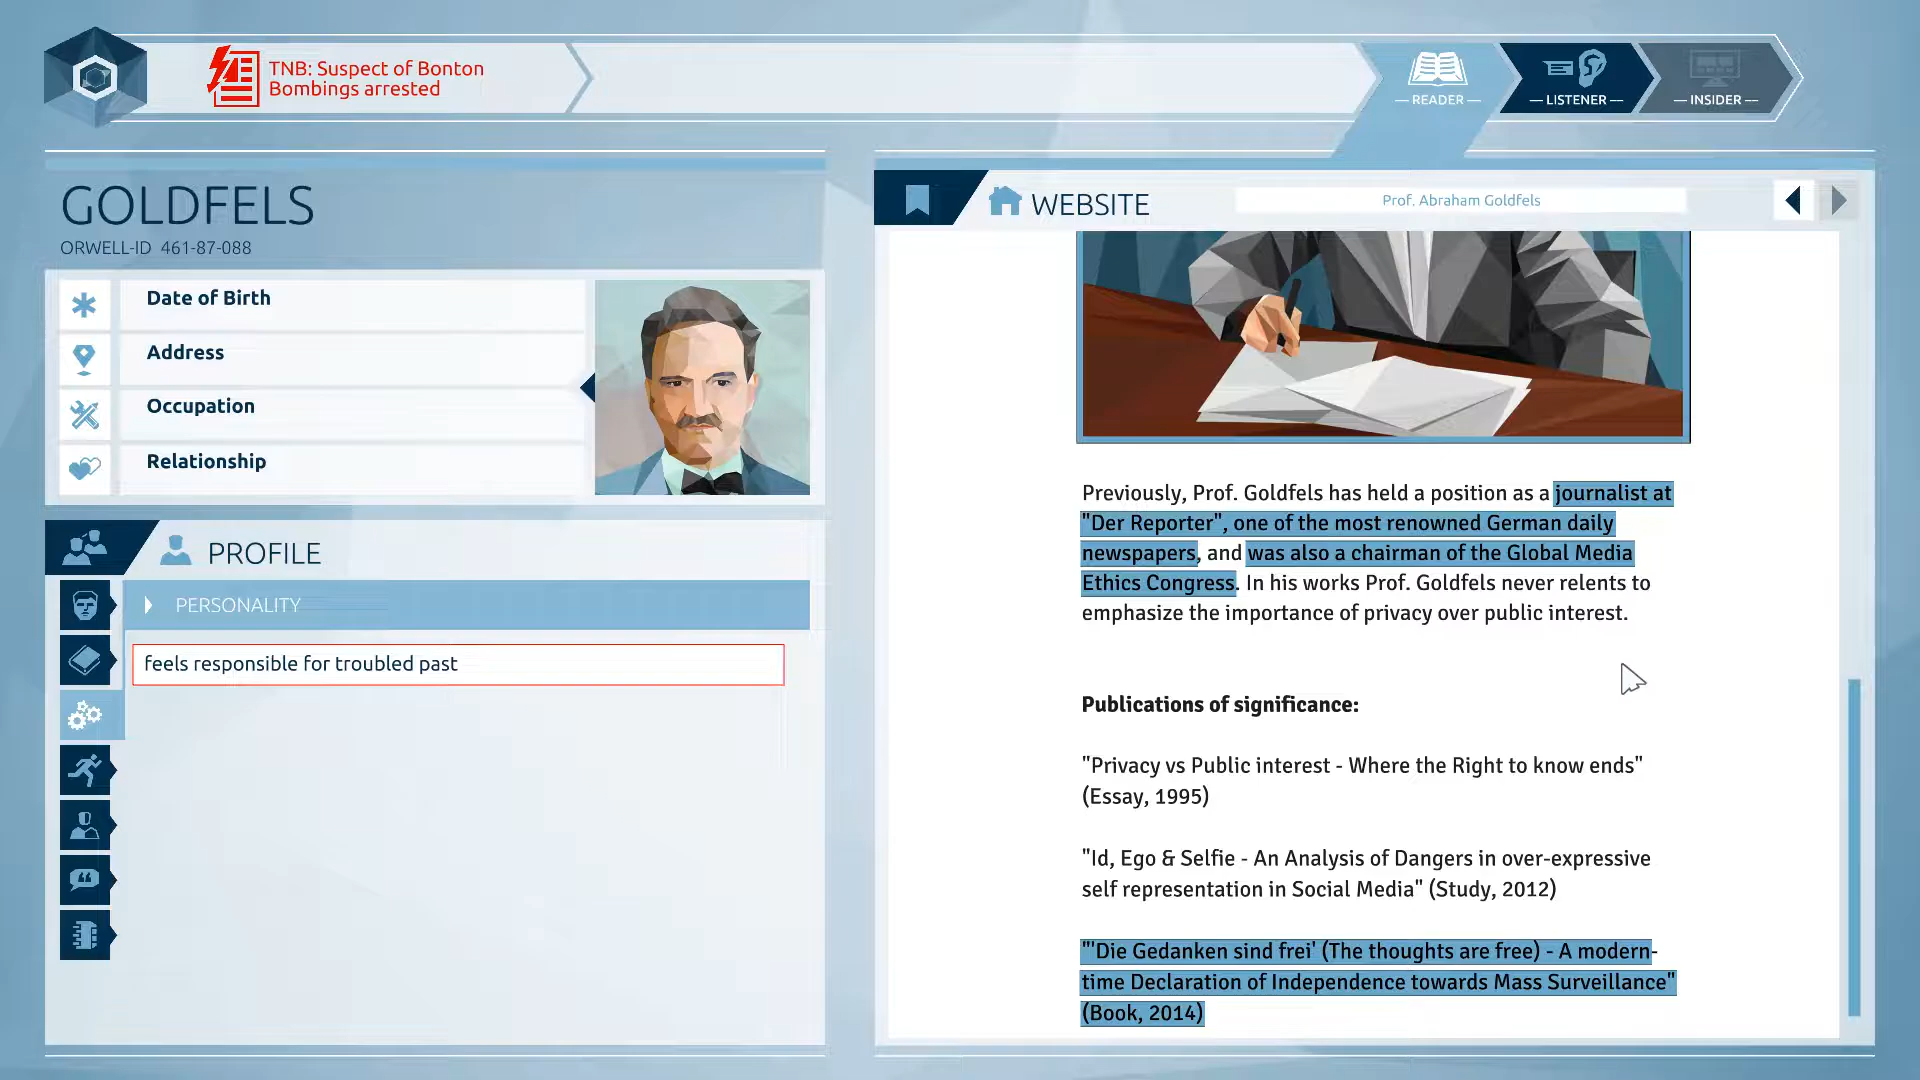 TNB: Suspect of Bonton
Bombings arrested
— READER —
— LISTENER —
— INSIDER —
GOLDFELS
ORWELL-ID 461-87-088
Date of Birth
Address
Occupation
Relationship
PROFILE
PERSONALITY
feels responsible for troubled past
WEBSITE
Prof. Abraham Goldfels
Previously, Prof. Goldfels has held a position as a journalist at
"Der Reporter", one of the most renowned German daily
newspapers, and was also a chairman of the Global Media
Ethics Congress. In his works Prof. Goldfels never relents to
emphasize the importance of privacy over public interest.
Publications of significance:
"Privacy vs Public interest - Where the Right to know ends"
(Essay, 1995)
"Id, Ego & Selfie - An Analysis of Dangers in over-expressive
self representation in Social Media" (Study, 2012)
"'Die Gedanken sind frei' (The thoughts are free) - A modern-
time Declaration of Independence towards Mass Surveillance"
(Book, 2014)